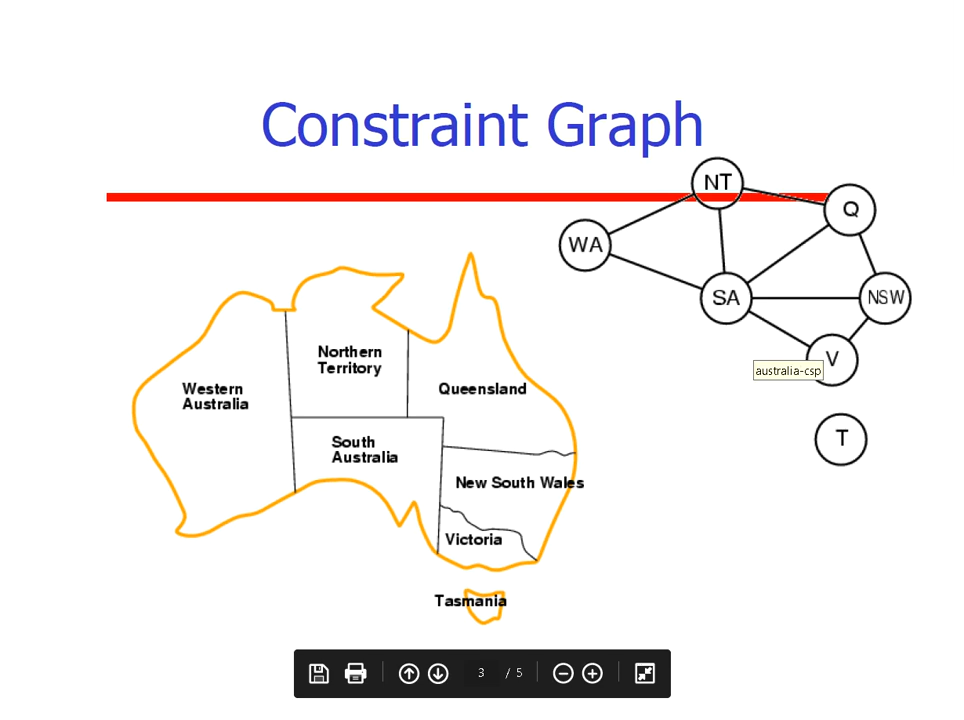 Constraint Graph
NT
Q
WA
SA
NSW
V
australia-csp
T
Northern
Territory
Western
Australia
Queensland
South
Australia
New South Wales
Victoria
Tasmania
3 / 5